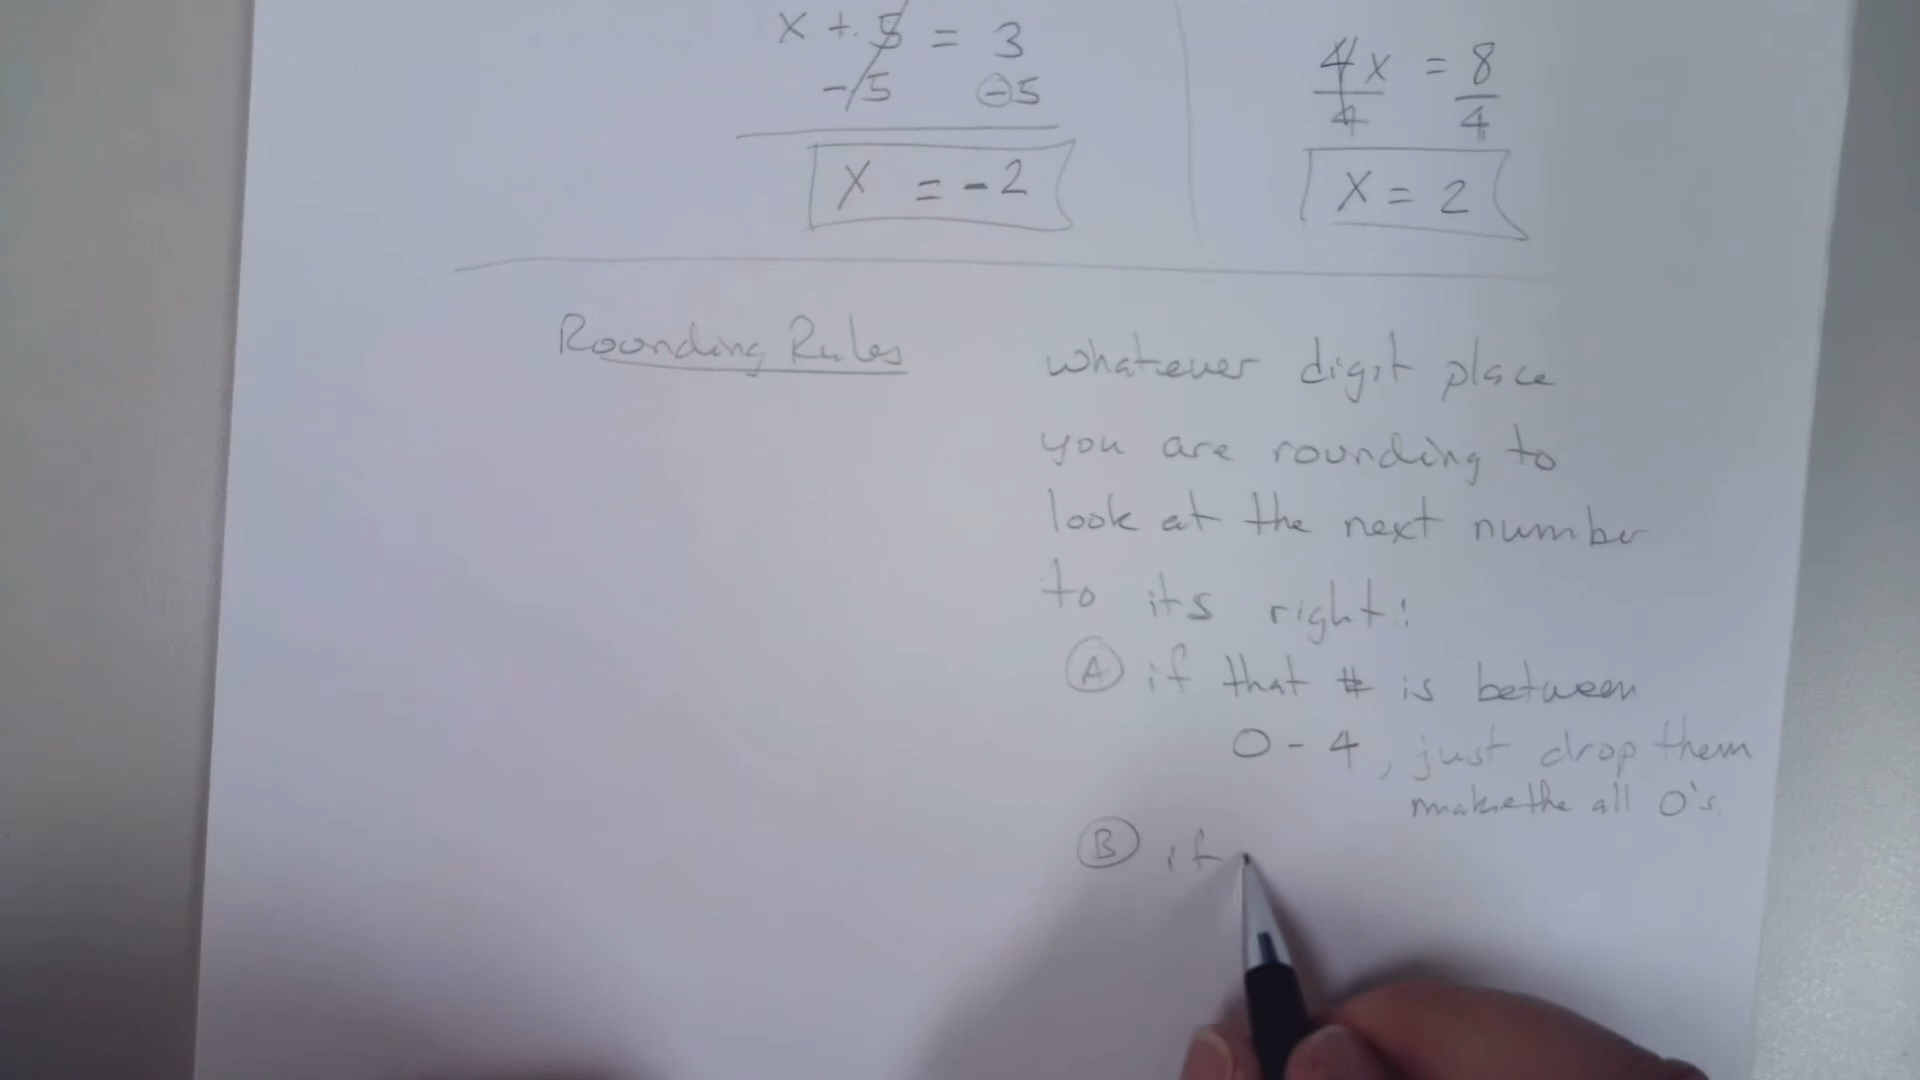 x + 5 = 3
-5 -5
x = -2
4x = 8
4 4
x = 2
Rounding Rules
whatever digit place
you are rounding to
look at the next number
to its right:
A if that # is between
0 - 4, just drop them
make the all 0's.
B if